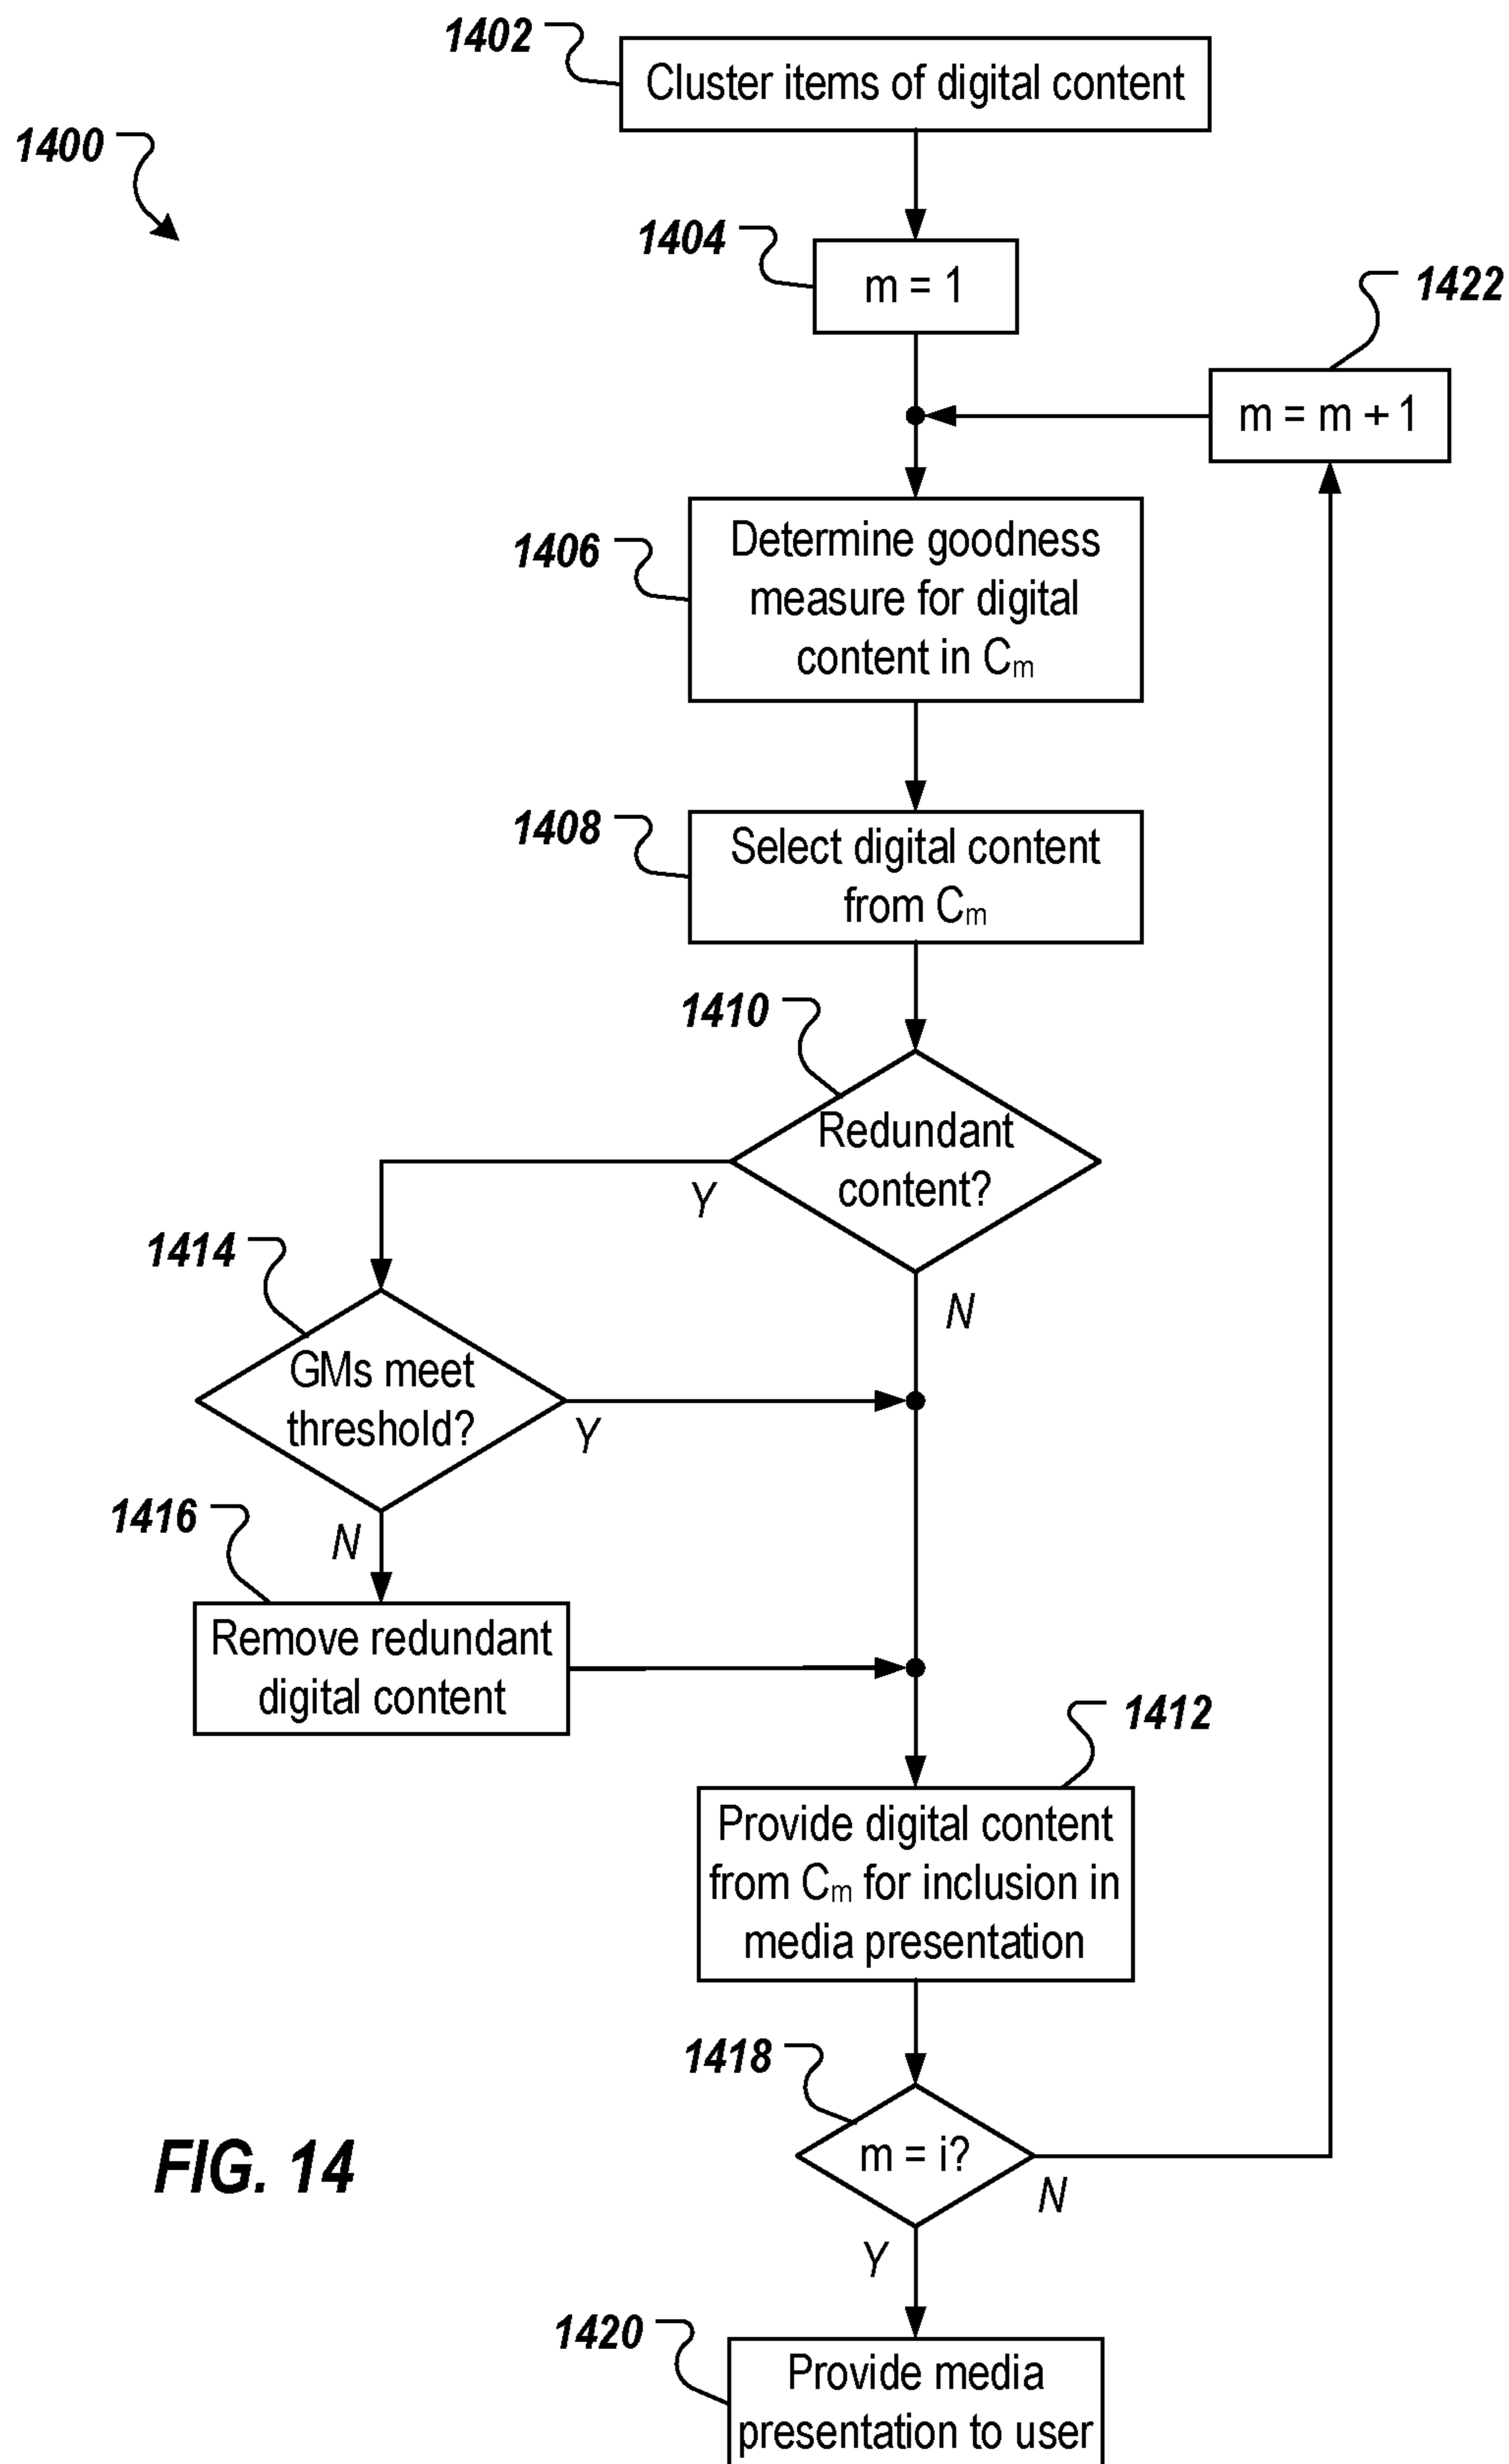 1402
Cluster items of digital content
1400
1404
m = 1
1422
m = m + 1
1406
Determine goodness
measure for digital
content in Cm
1408
Select digital content
from Cm
1410
Redundant
content?
Y
N
1414
GMs meet
threshold?
Y
N
1416
Remove redundant
digital content
1412
Provide digital content
from Cm for inclusion in
media presentation
1418
m = i?
N
Y
FIG. 14
1420
Provide media
presentation to user